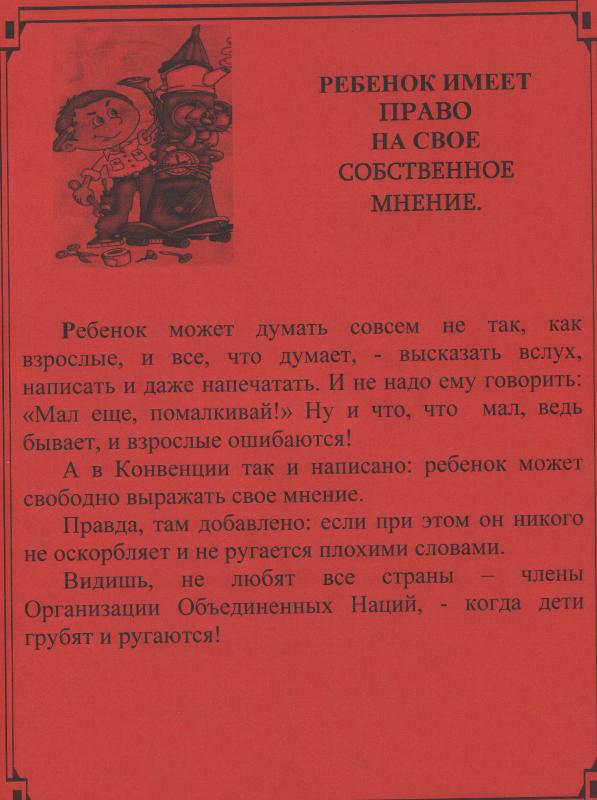 РЕБЕНОК ИМЕЕТ
ПРАВО
НА СВОЕ
СОБСТВЕННОЕ
МНЕНИЕ.
Ребенок может думать совсем не так, как
взрослые, и все, что думает, - высказать вслух,
написать и даже напечатать. И не надо ему говорить:
«Мал еще, помалкивай!» Ну и что, что мал, ведь
бывает, и взрослые ошибаются!
А в Конвенции так и написано: ребенок может
свободно выражать свое мнение.
Правда, там добавлено: если при этом он никого
не оскорбляет и не ругается плохими словами.
Видишь, не любят все страны – члены
Организации Объединенных Наций, - когда дети
грубят и ругаются!